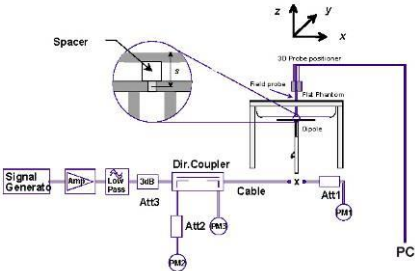 z
y
x
Spacer
s
3D Probe positioner
Field probe
Flat Phantom
Dipole
Signal
Generato
Amp
Low
Pass
3dB
Att3
Dir.Coupler
Cable
Att2
PM3
PM2
x
Att1
PM1
PC